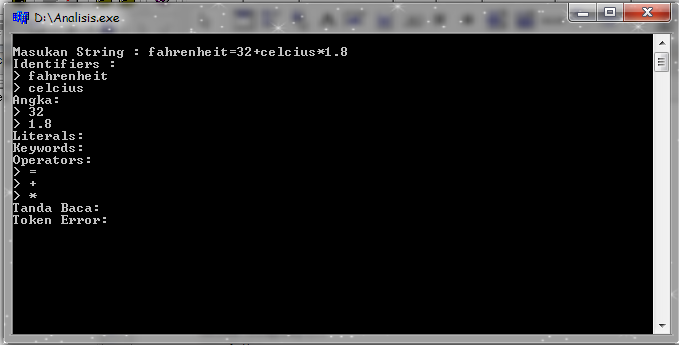 D:\Analisis.exe
Masukan String : fahrenheit=32+celcius*1.8
Identifiers :
> fahrenheit
> celcius
Angka:
> 32
> 1.8
Literals:
Keywords:
Operators:
> =
> +
> *
Tanda Baca:
Token Error: